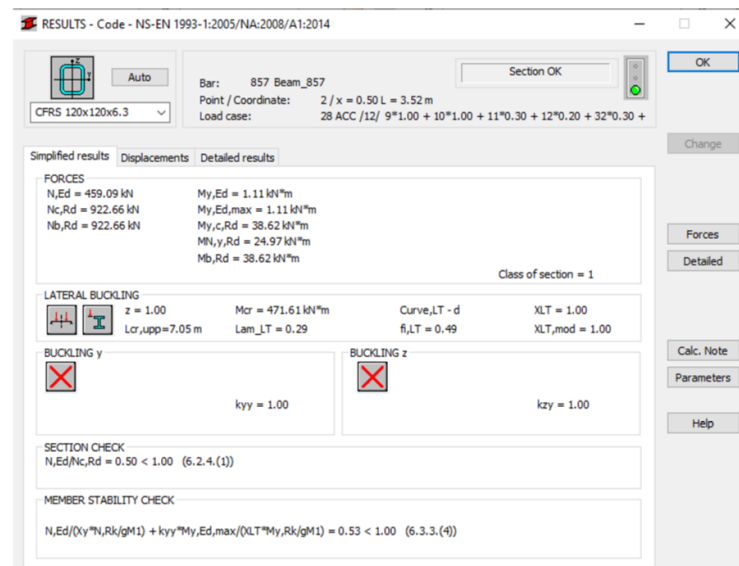 RESULTS - Code - NS-EN 1993-1:2005/NA:2008/A1:2014
Auto
CFRS 120x120x6.3
Bar: 857 Beam_857
Point / Coordinate: 2 / x = 0.50 L = 3.52 m
Load case: 28 ACC /12/ 9*1.00 + 10*1.00 + 11*0.30 + 12*0.20 + 32*0.30 +
Section OK
OK
Change
Simplified results Displacements Detailed results
FORCES
N,Ed = 459.09 kN My,Ed = 1.11 kN*m
Nc,Rd = 922.66 kN My,Ed,max = 1.11 kN*m
Nb,Rd = 922.66 kN My,c,Rd = 38.62 kN*m
MN,y,Rd = 24.97 kN*m
Mb,Rd = 38.62 kN*m
Class of section = 1
Forces
Detailed
LATERAL BUCKLING
z = 1.00 Mcr = 471.61 kN*m Curve,LT - d XLT = 1.00
Lcr,upp=7.05 m Lam_LT = 0.29 fi,LT = 0.49 XLT,mod = 1.00
BUCKLING y BUCKLING z
kyy = 1.00 kzy = 1.00
Calc. Note
Parameters
Help
SECTION CHECK
N,Ed/Nc,Rd = 0.50 < 1.00 (6.2.4.(1))
MEMBER STABILITY CHECK
N,Ed/(Xy*N,Rk/gM1) + kyy*My,Ed,max/(XLT*My,Rk/gM1) = 0.53 < 1.00 (6.3.3.(4))